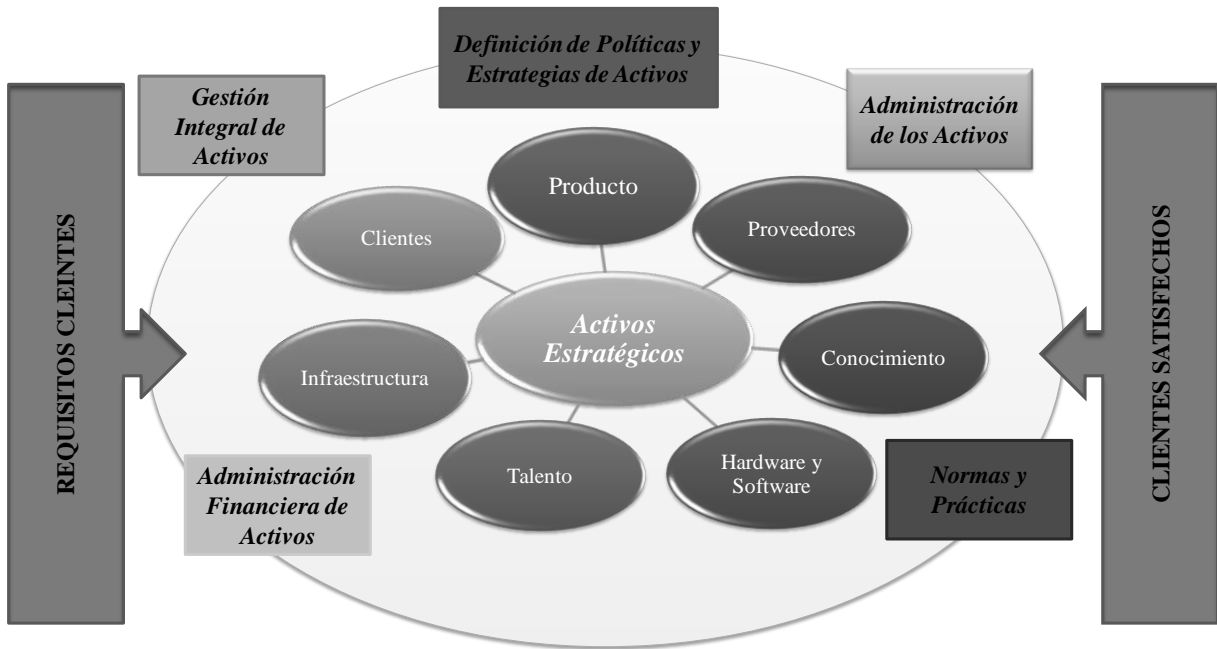 Definición de Políticas y
Estrategias de Activos
Gestión
Integral de
Activos
Administración
de los Activos
REQUISITOS CLEINTES
CLIENTES SATISFECHOS
Producto
Clientes
Proveedores
Activos
Estratégicos
Infraestructura
Conocimiento
Talento
Hardware y
Software
Administración
Financiera de
Activos
Normas y
Prácticas